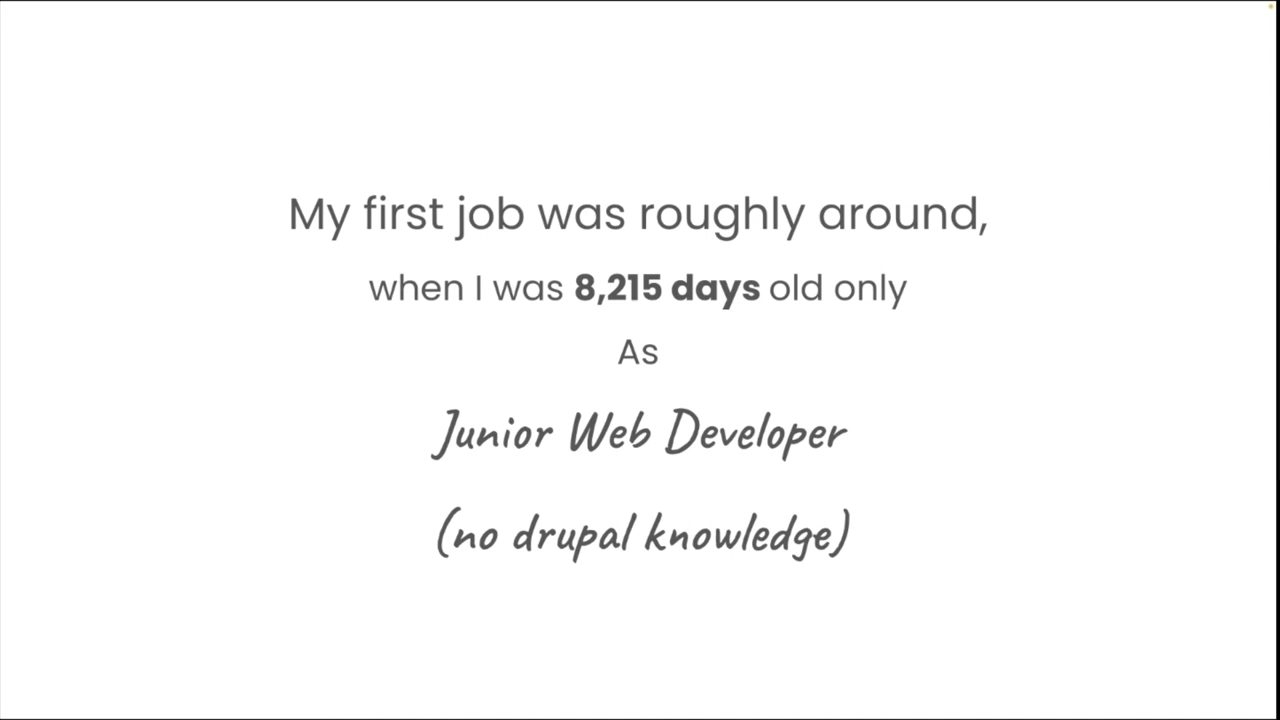 My first job was roughly around,
when I was 8,215 days old only
As
Junior Web Developer
(no drupal knowledge)